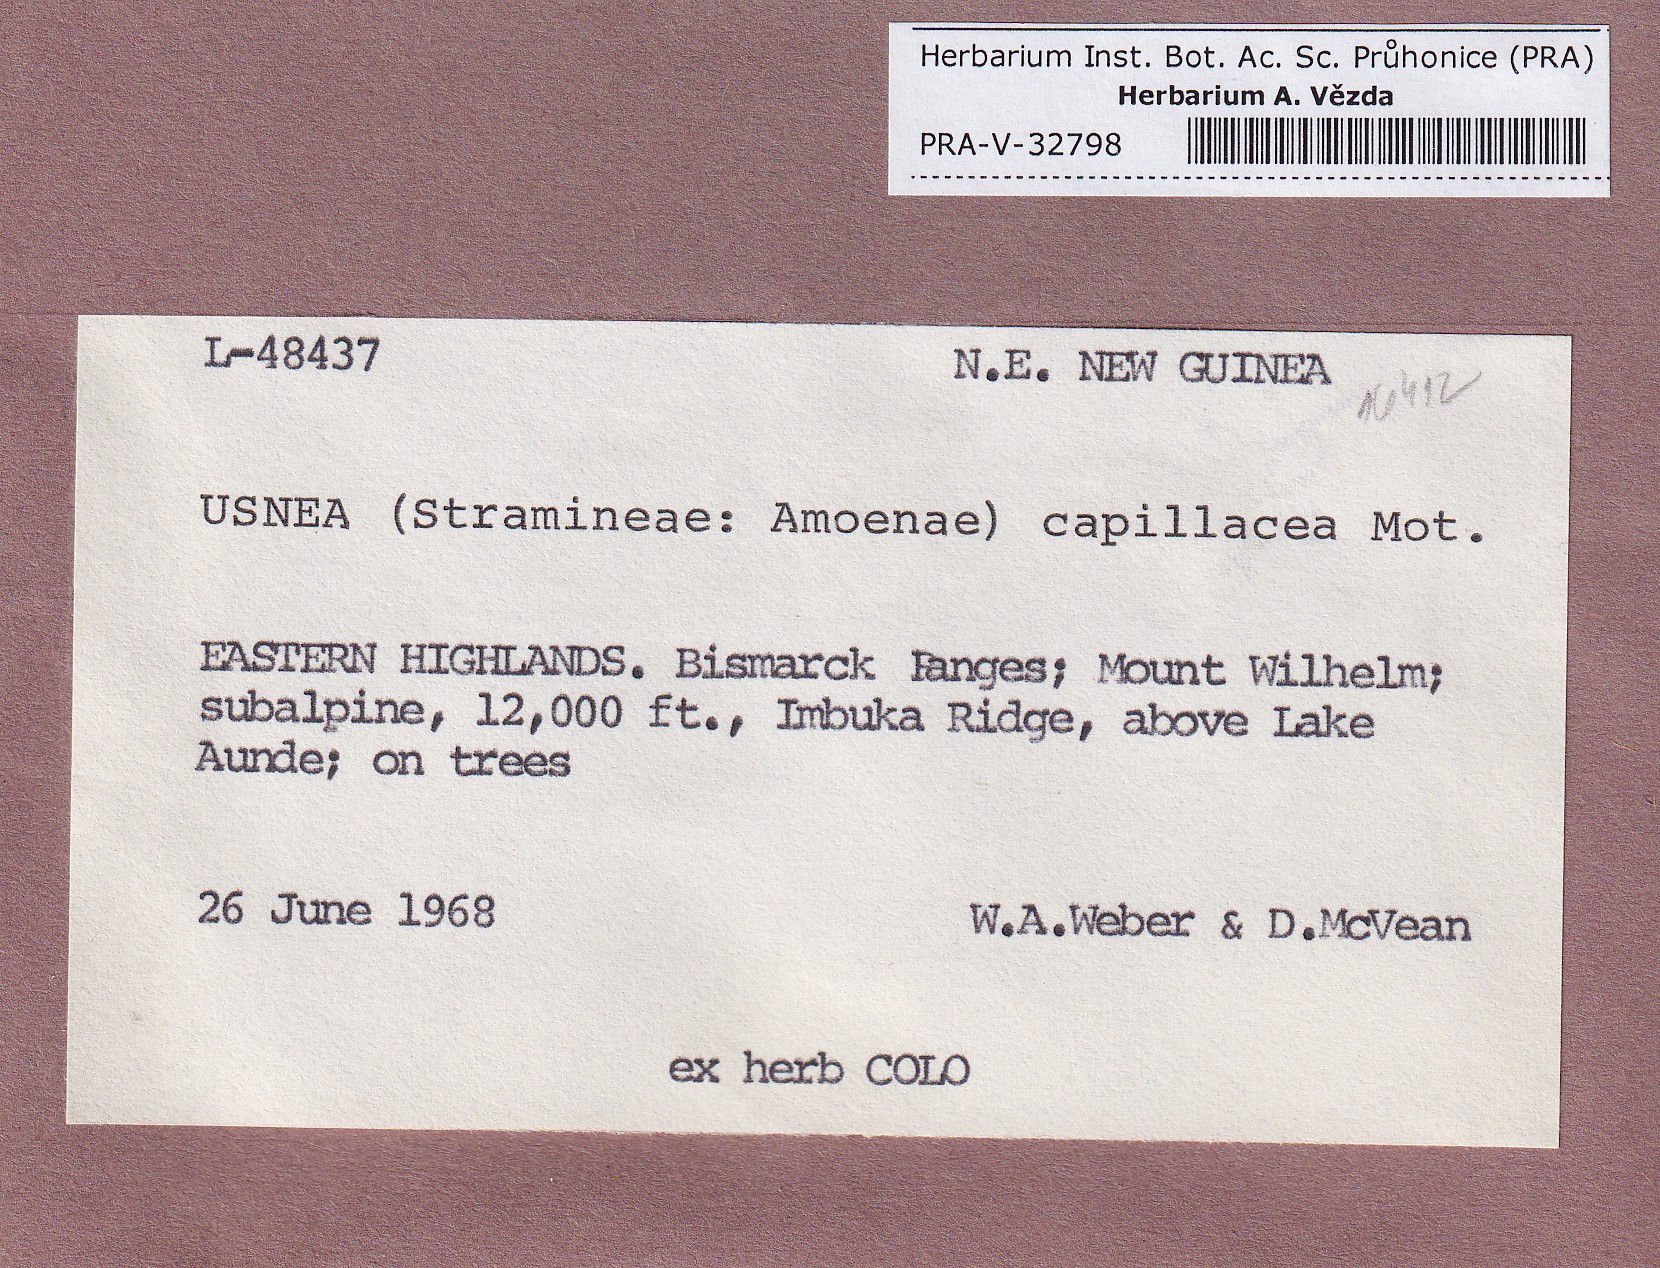 Herbarium Inst. Bot. Ac. Sc. Průhonice (PRA)
Herbarium A. Vězda
PRA-V-32798
L-48437
N.E. NEW GUINEA
USNEA (Stramineae: Amoenae) capillacea Mot.
EASTERN HIGHLANDS. Bismarck Ranges; Mount Wilhelm;
subalpine, 12,000 ft., Imbuka Ridge, above Lake
Aunde; on trees
26 June 1968
W.A.Weber & D.McVean
ex herb COLO